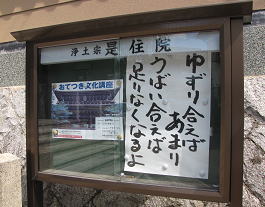 浄土宗 是住院
ゆずり合えば
あまり
うばい合えば
足りなくなるよ
おてつぎ文化講座